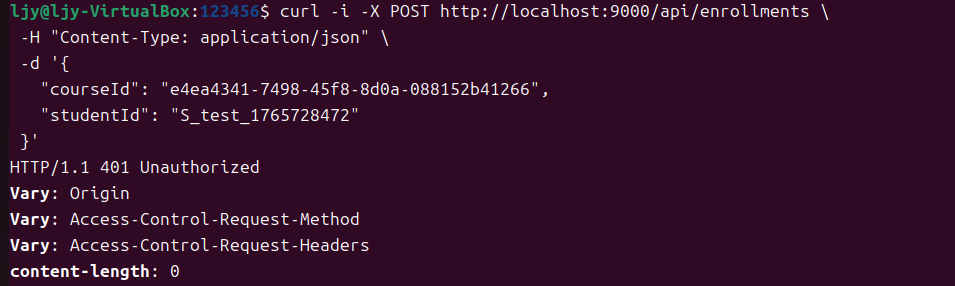 ljy@ljy-VirtualBox:123456$ curl -i -X POST http://localhost:9000/api/enrollments \
 -H "Content-Type: application/json" \
 -d '{
   "courseId": "e4ea4341-7498-45f8-8d0a-088152b41266",
   "studentId": "S_test_1765728472"
 }'
HTTP/1.1 401 Unauthorized
Vary: Origin
Vary: Access-Control-Request-Method
Vary: Access-Control-Request-Headers
content-length: 0